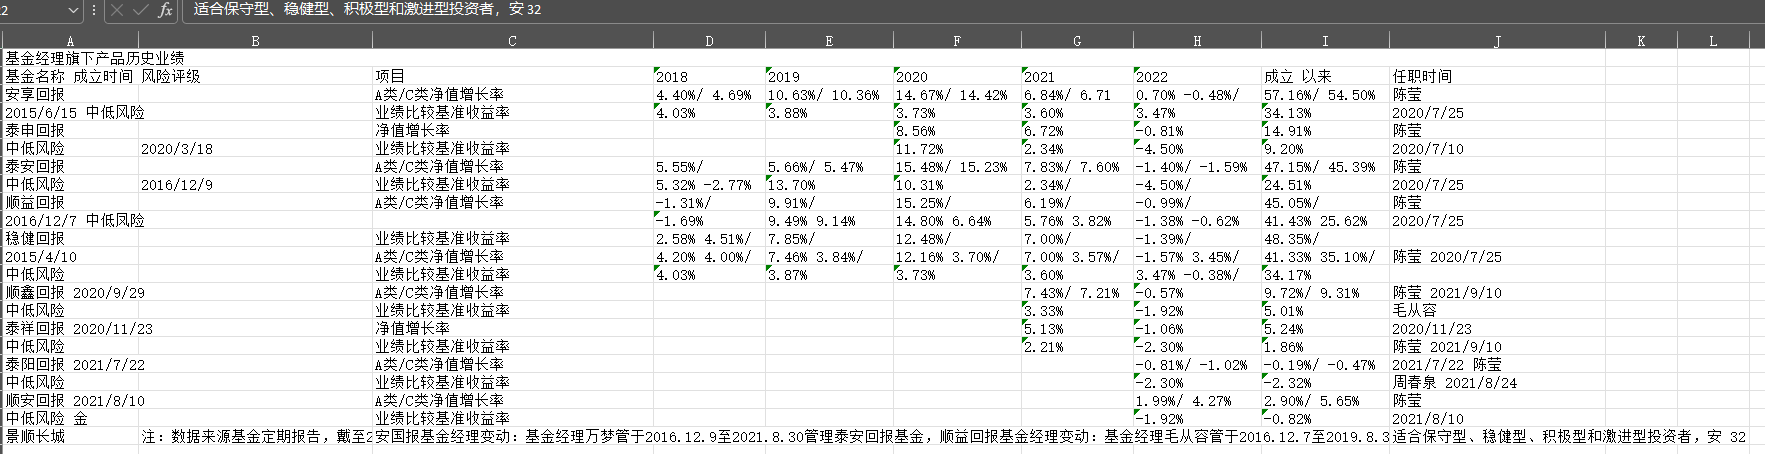 2 fx 适合保守型、稳健型、积极型和激进型投资者，安 32
A B C D E F G H I J K L
基金经理旗下产品历史业绩
基金名称 成立时间 风险评级 项目 2018 2019 2020 2021 2022 成立 以来 任职时间
安享回报 A类/C类净值增长率 4.40%/ 4.69% 10.63%/ 10.36% 14.67%/ 14.42% 6.84%/ 6.71 0.70% -0.48%/ 57.16%/ 54.50% 陈莹
2015/6/15 中低风险 业绩比较基准收益率 4.03% 3.88% 3.73% 3.60% 3.47% 34.13% 2020/7/25
泰申回报 净值增长率 8.56% 6.72% -0.81% 14.91% 陈莹
中低风险 2020/3/18 业绩比较基准收益率 11.72% 2.34% -4.50% 9.20% 2020/7/10
泰安回报 A类/C类净值增长率 5.55%/ 5.66%/ 5.47% 15.48%/ 15.23% 7.83%/ 7.60% -1.40%/ -1.59% 47.15%/ 45.39% 陈莹
中低风险 2016/12/9 业绩比较基准收益率 5.32% -2.77% 13.70% 10.31% 2.34%/ -4.50%/ 24.51% 2020/7/25
顺益回报 A类/C类净值增长率 -1.31%/ 9.91%/ 15.25%/ 6.19%/ -0.99%/ 45.05%/ 陈莹
2016/12/7 中低风险 -1.69% 9.49% 9.14% 14.80% 6.64% 5.76% 3.82% -1.38% -0.62% 41.43% 25.62% 2020/7/25
稳健回报 业绩比较基准收益率 2.58% 4.51%/ 7.85%/ 12.48%/ 7.00%/ -1.39%/ 48.35%/
2015/4/10 A类/C类净值增长率 4.20% 4.00%/ 7.46% 3.84%/ 12.16% 3.70%/ 7.00% 3.57%/ -1.57% 3.45%/ 41.33% 35.10%/ 陈莹 2020/7/25
中低风险 业绩比较基准收益率 4.03% 3.87% 3.73% 3.60% 3.47% -0.38%/ 34.17%
顺鑫回报 2020/9/29 A类/C类净值增长率 7.43%/ 7.21% -0.57% 9.72%/ 9.31% 陈莹 2021/9/10
中低风险 业绩比较基准收益率 3.33% -1.92% 5.01% 毛从容
泰祥回报 2020/11/23 净值增长率 5.13% -1.06% 5.24% 2020/11/23
中低风险 业绩比较基准收益率 2.21% -2.30% 1.86% 陈莹 2021/9/10
泰阳回报 2021/7/22 A类/C类净值增长率 -0.81%/ -1.02% -0.19%/ -0.47% 2021/7/22 陈莹
中低风险 业绩比较基准收益率 -2.30% -2.32% 周春泉 2021/8/24
顺安回报 2021/8/10 A类/C类净值增长率 1.99%/ 4.27% 2.90%/ 5.65% 陈莹
中低风险 金 业绩比较基准收益率 -1.92% -0.82% 2021/8/10
景顺长城 注：数据来源基金定期报告，戴至2 安国报基金经理变动：基金经理万梦管于2016.12.9至2021.8.30管理泰安回报基金，顺益回报基金经理变动：基金经理毛从容管于2016.12.7至2019.8.3 适合保守型、稳健型、积极型和激进型投资者，安 32